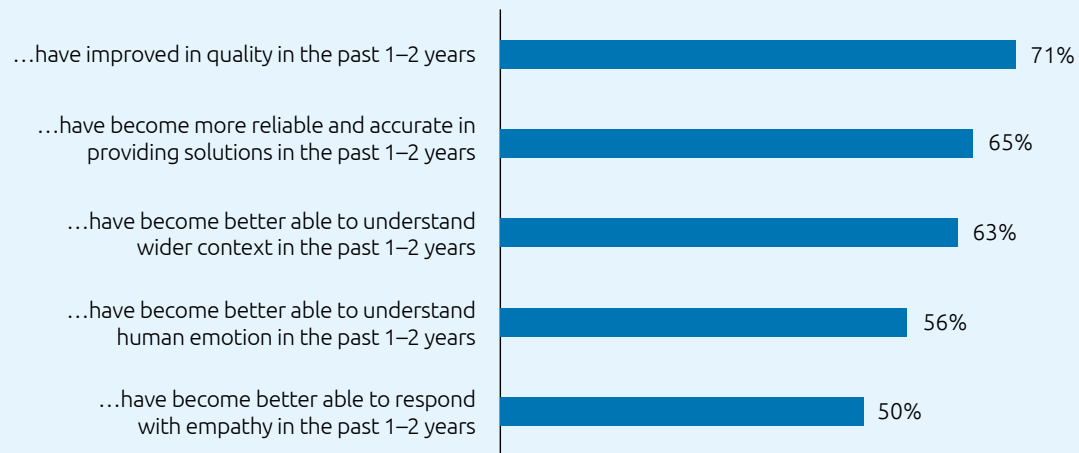 …have improved in quality in the past 1–2 years
71%
…have become more reliable and accurate in
providing solutions in the past 1–2 years
65%
…have become better able to understand
wider context in the past 1–2 years
63%
…have become better able to understand
human emotion in the past 1–2 years
56%
…have become better able to respond
with empathy in the past 1–2 years
50%